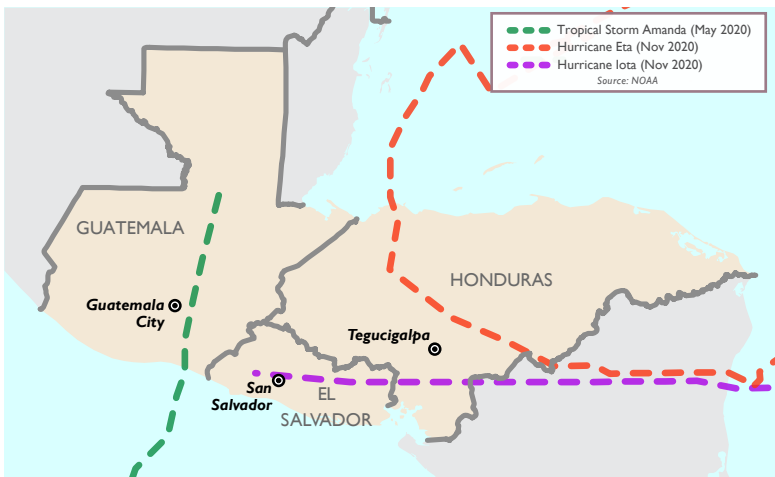 Tropical Storm Amanda (May 2020)
Hurricane Eta (Nov 2020)
Hurricane Iota (Nov 2020)
Source: NOAA
GUATEMALA
HONDURAS
Guatemala
City
Tegucigalpa
San
Salvador
EL
SALVADOR